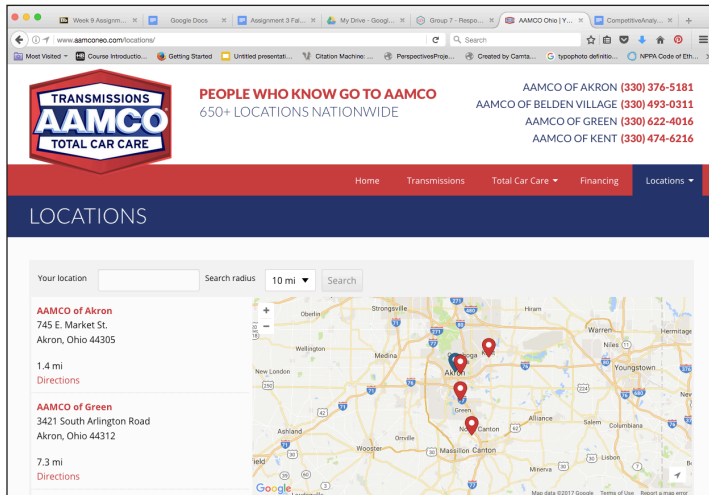 Week 9 Assignm...
Google Docs
Assignment 3 Fal...
My Drive - Googl...
Group 7 - Respo...
AAMCO Ohio | Y...
CompetitiveAnaly...
www.aamconeo.com/locations/
Search
Most Visited
Course Introductio...
Getting Started
Untitled presentati...
Citation Machine: ...
PerspectivesProje...
Created by Camta...
typophoto definitio...
NPPA Code of Eth...
TRANSMISSIONS
AAMCO
TOTAL CAR CARE
PEOPLE WHO KNOW GO TO AAMCO
650+ LOCATIONS NATIONWIDE
AAMCO OF AKRON (330) 376-5181
AAMCO OF BELDEN VILLAGE (330) 493-0311
AAMCO OF GREEN (330) 622-4016
AAMCO OF KENT (330) 474-6216
Home Transmissions Total Car Care Financing Locations
LOCATIONS
Your location Search radius 10 mi Search
AAMCO of Akron
745 E. Market St.
Akron, Ohio 44305
1.4 mi
Directions
AAMCO of Green
3421 South Arlington Road
Akron, Ohio 44312
7.3 mi
Directions
Oberlin
Strongsville
Hiram
Warren
Hermitage
Niles
Wellington
Medina
Youngstown
New London
Akron
Green
Alliance
Salem
Columbiana
Ashland
Canton
Orrville
Wooster
Massillon Canton
Lisbon
Minerva
Google
Map data ©2017 Google Terms of Use Report a map error